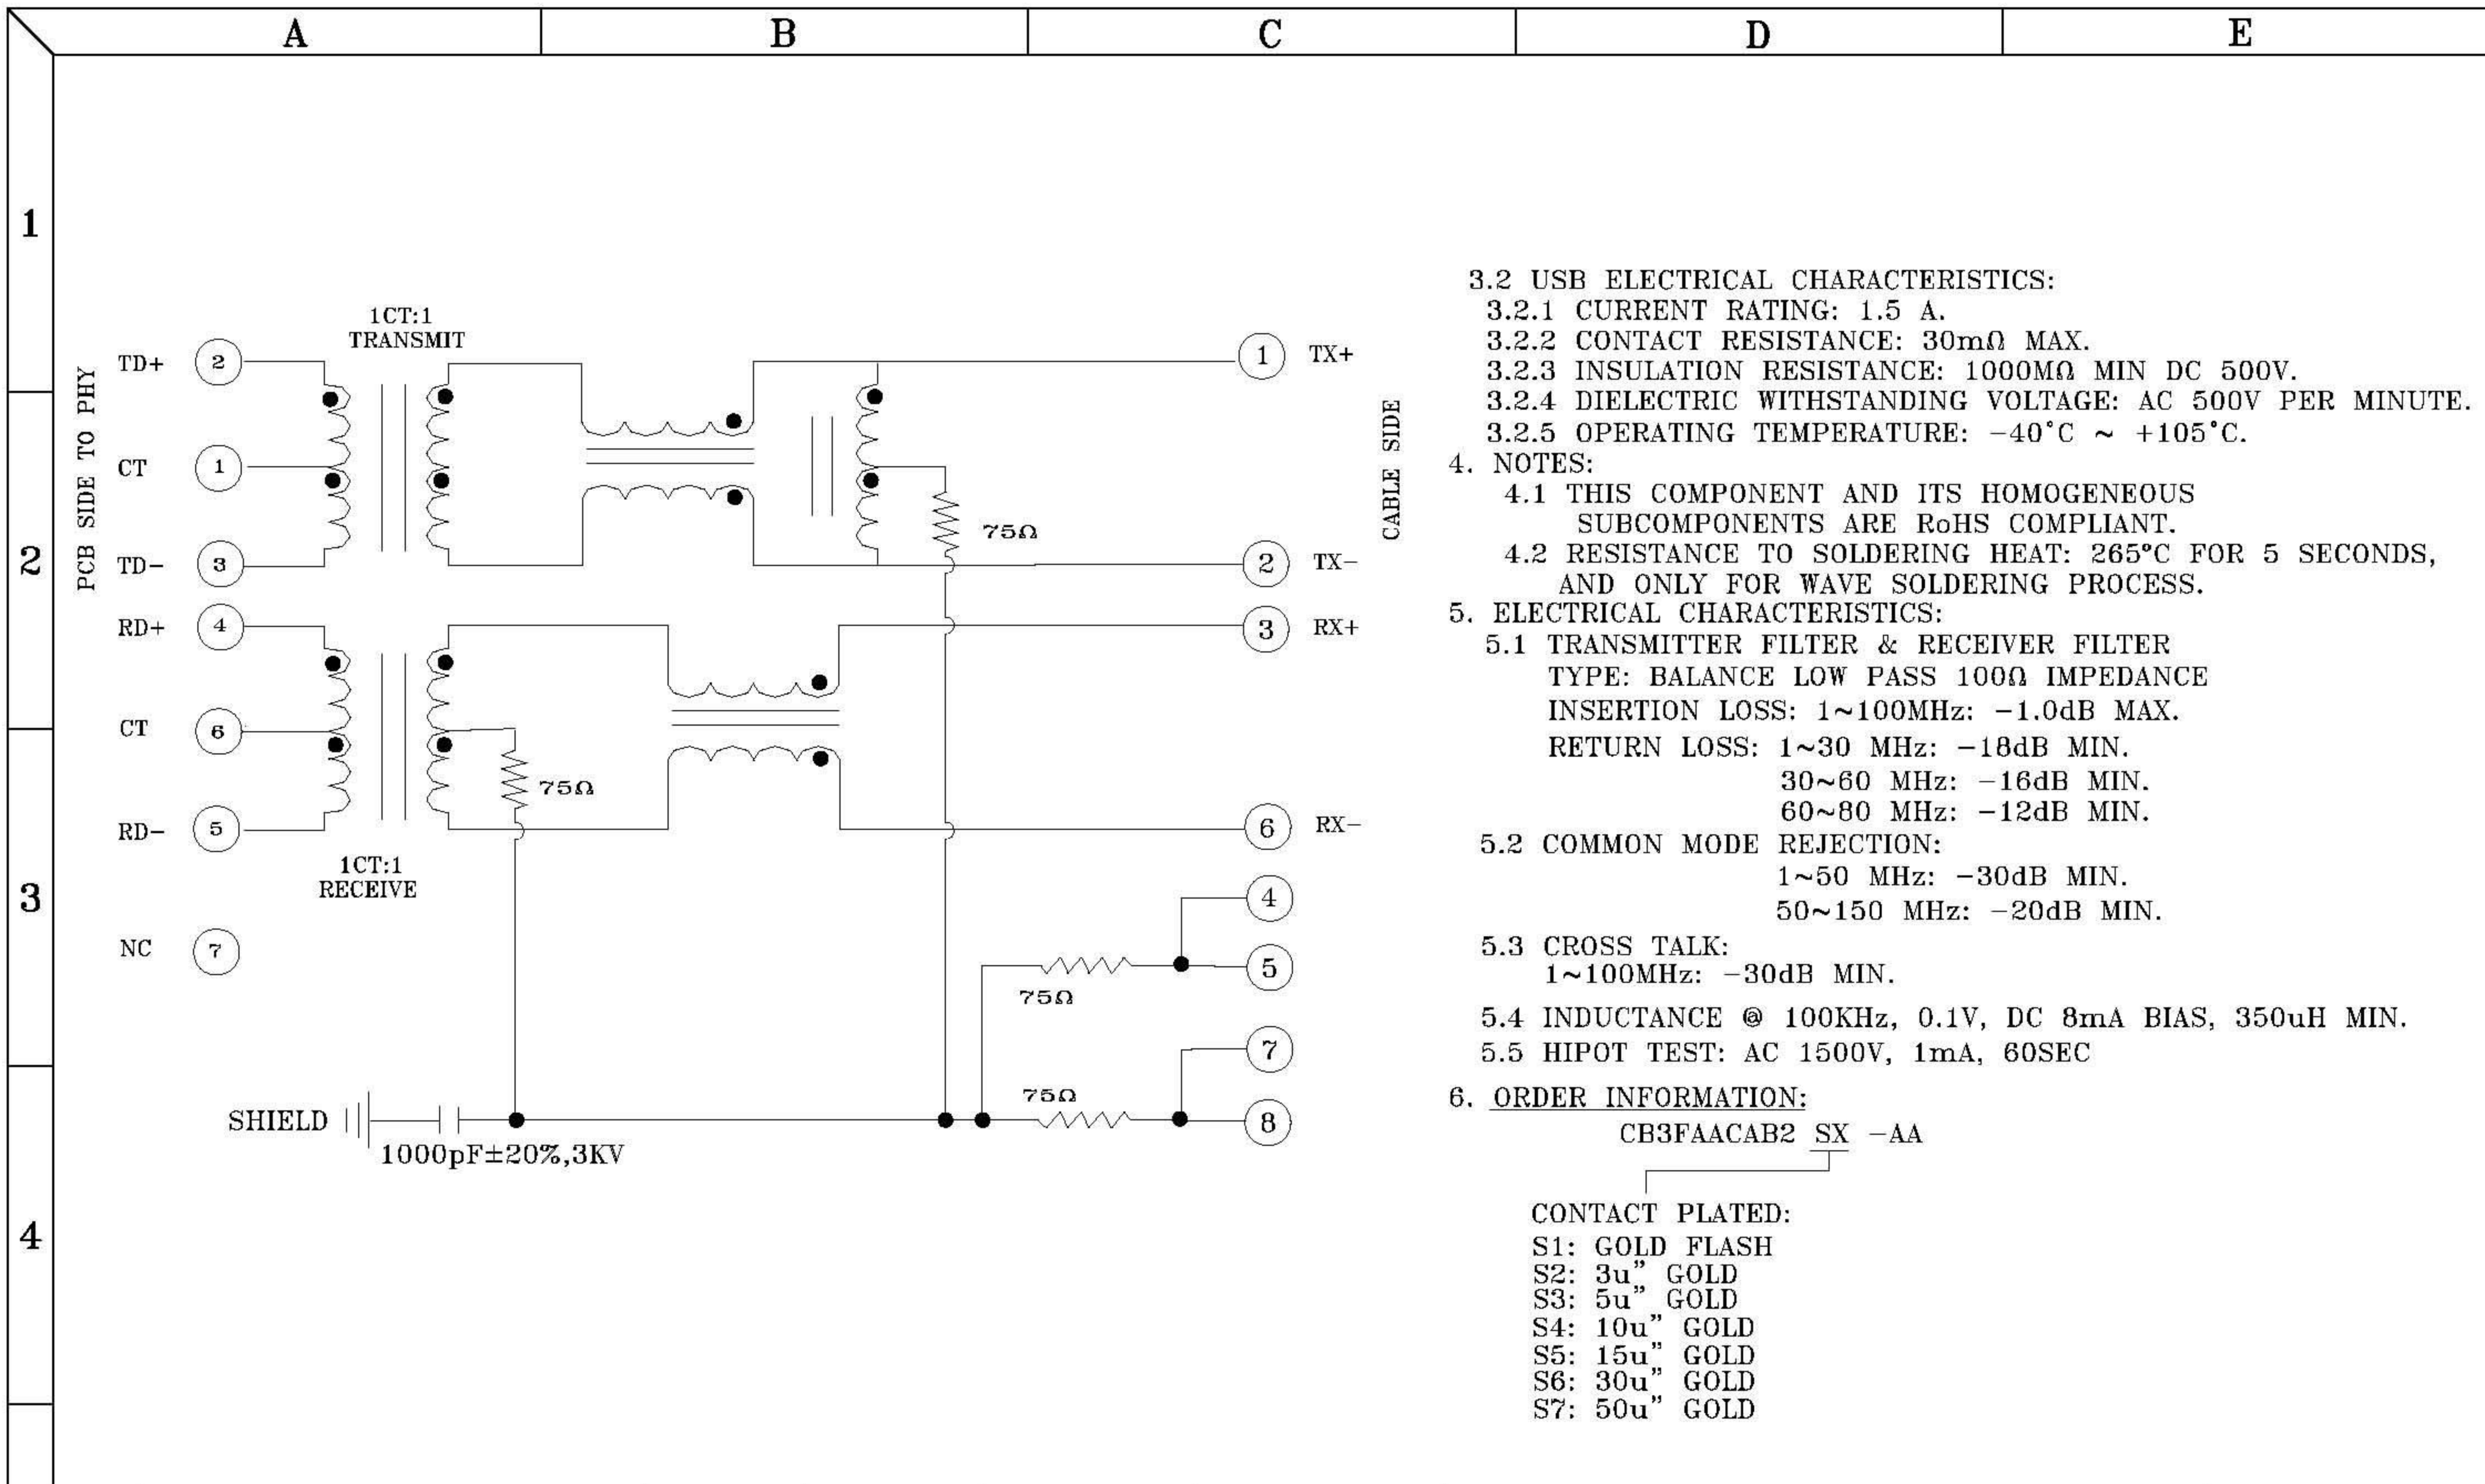 A B C D E
1
2
3
4
1CT:1
TRANSMIT
PCB SIDE TO PHY
TD+ 2
CT 1
TD− 3
RD+ 4
CT 6
RD− 5
1CT:1
RECEIVE
NC 7
75Ω
75Ω
75Ω
75Ω
SHIELD
1000pF±20%,3KV
CABLE SIDE
1 TX+
2 TX−
3 RX+
6 RX−
4
5
7
8
3.2 USB ELECTRICAL CHARACTERISTICS:
3.2.1 CURRENT RATING: 1.5 A.
3.2.2 CONTACT RESISTANCE: 30mΩ MAX.
3.2.3 INSULATION RESISTANCE: 1000MΩ MIN DC 500V.
3.2.4 DIELECTRIC WITHSTANDING VOLTAGE: AC 500V PER MINUTE.
3.2.5 OPERATING TEMPERATURE: −40°C ~ +105°C.
4. NOTES:
4.1 THIS COMPONENT AND ITS HOMOGENEOUS
SUBCOMPONENTS ARE RoHS COMPLIANT.
4.2 RESISTANCE TO SOLDERING HEAT: 265°C FOR 5 SECONDS,
AND ONLY FOR WAVE SOLDERING PROCESS.
5. ELECTRICAL CHARACTERISTICS:
5.1 TRANSMITTER FILTER & RECEIVER FILTER
TYPE: BALANCE LOW PASS 100Ω IMPEDANCE
INSERTION LOSS: 1~100MHz: −1.0dB MAX.
RETURN LOSS: 1~30 MHz: −18dB MIN.
30~60 MHz: −16dB MIN.
60~80 MHz: −12dB MIN.
5.2 COMMON MODE REJECTION:
1~50 MHz: −30dB MIN.
50~150 MHz: −20dB MIN.
5.3 CROSS TALK:
1~100MHz: −30dB MIN.
5.4 INDUCTANCE @ 100KHz, 0.1V, DC 8mA BIAS, 350uH MIN.
5.5 HIPOT TEST: AC 1500V, 1mA, 60SEC
6. ORDER INFORMATION:
CB3FAACAB2 SX −AA
CONTACT PLATED:
S1: GOLD FLASH
S2: 3u” GOLD
S3: 5u” GOLD
S4: 10u” GOLD
S5: 15u” GOLD
S6: 30u” GOLD
S7: 50u” GOLD